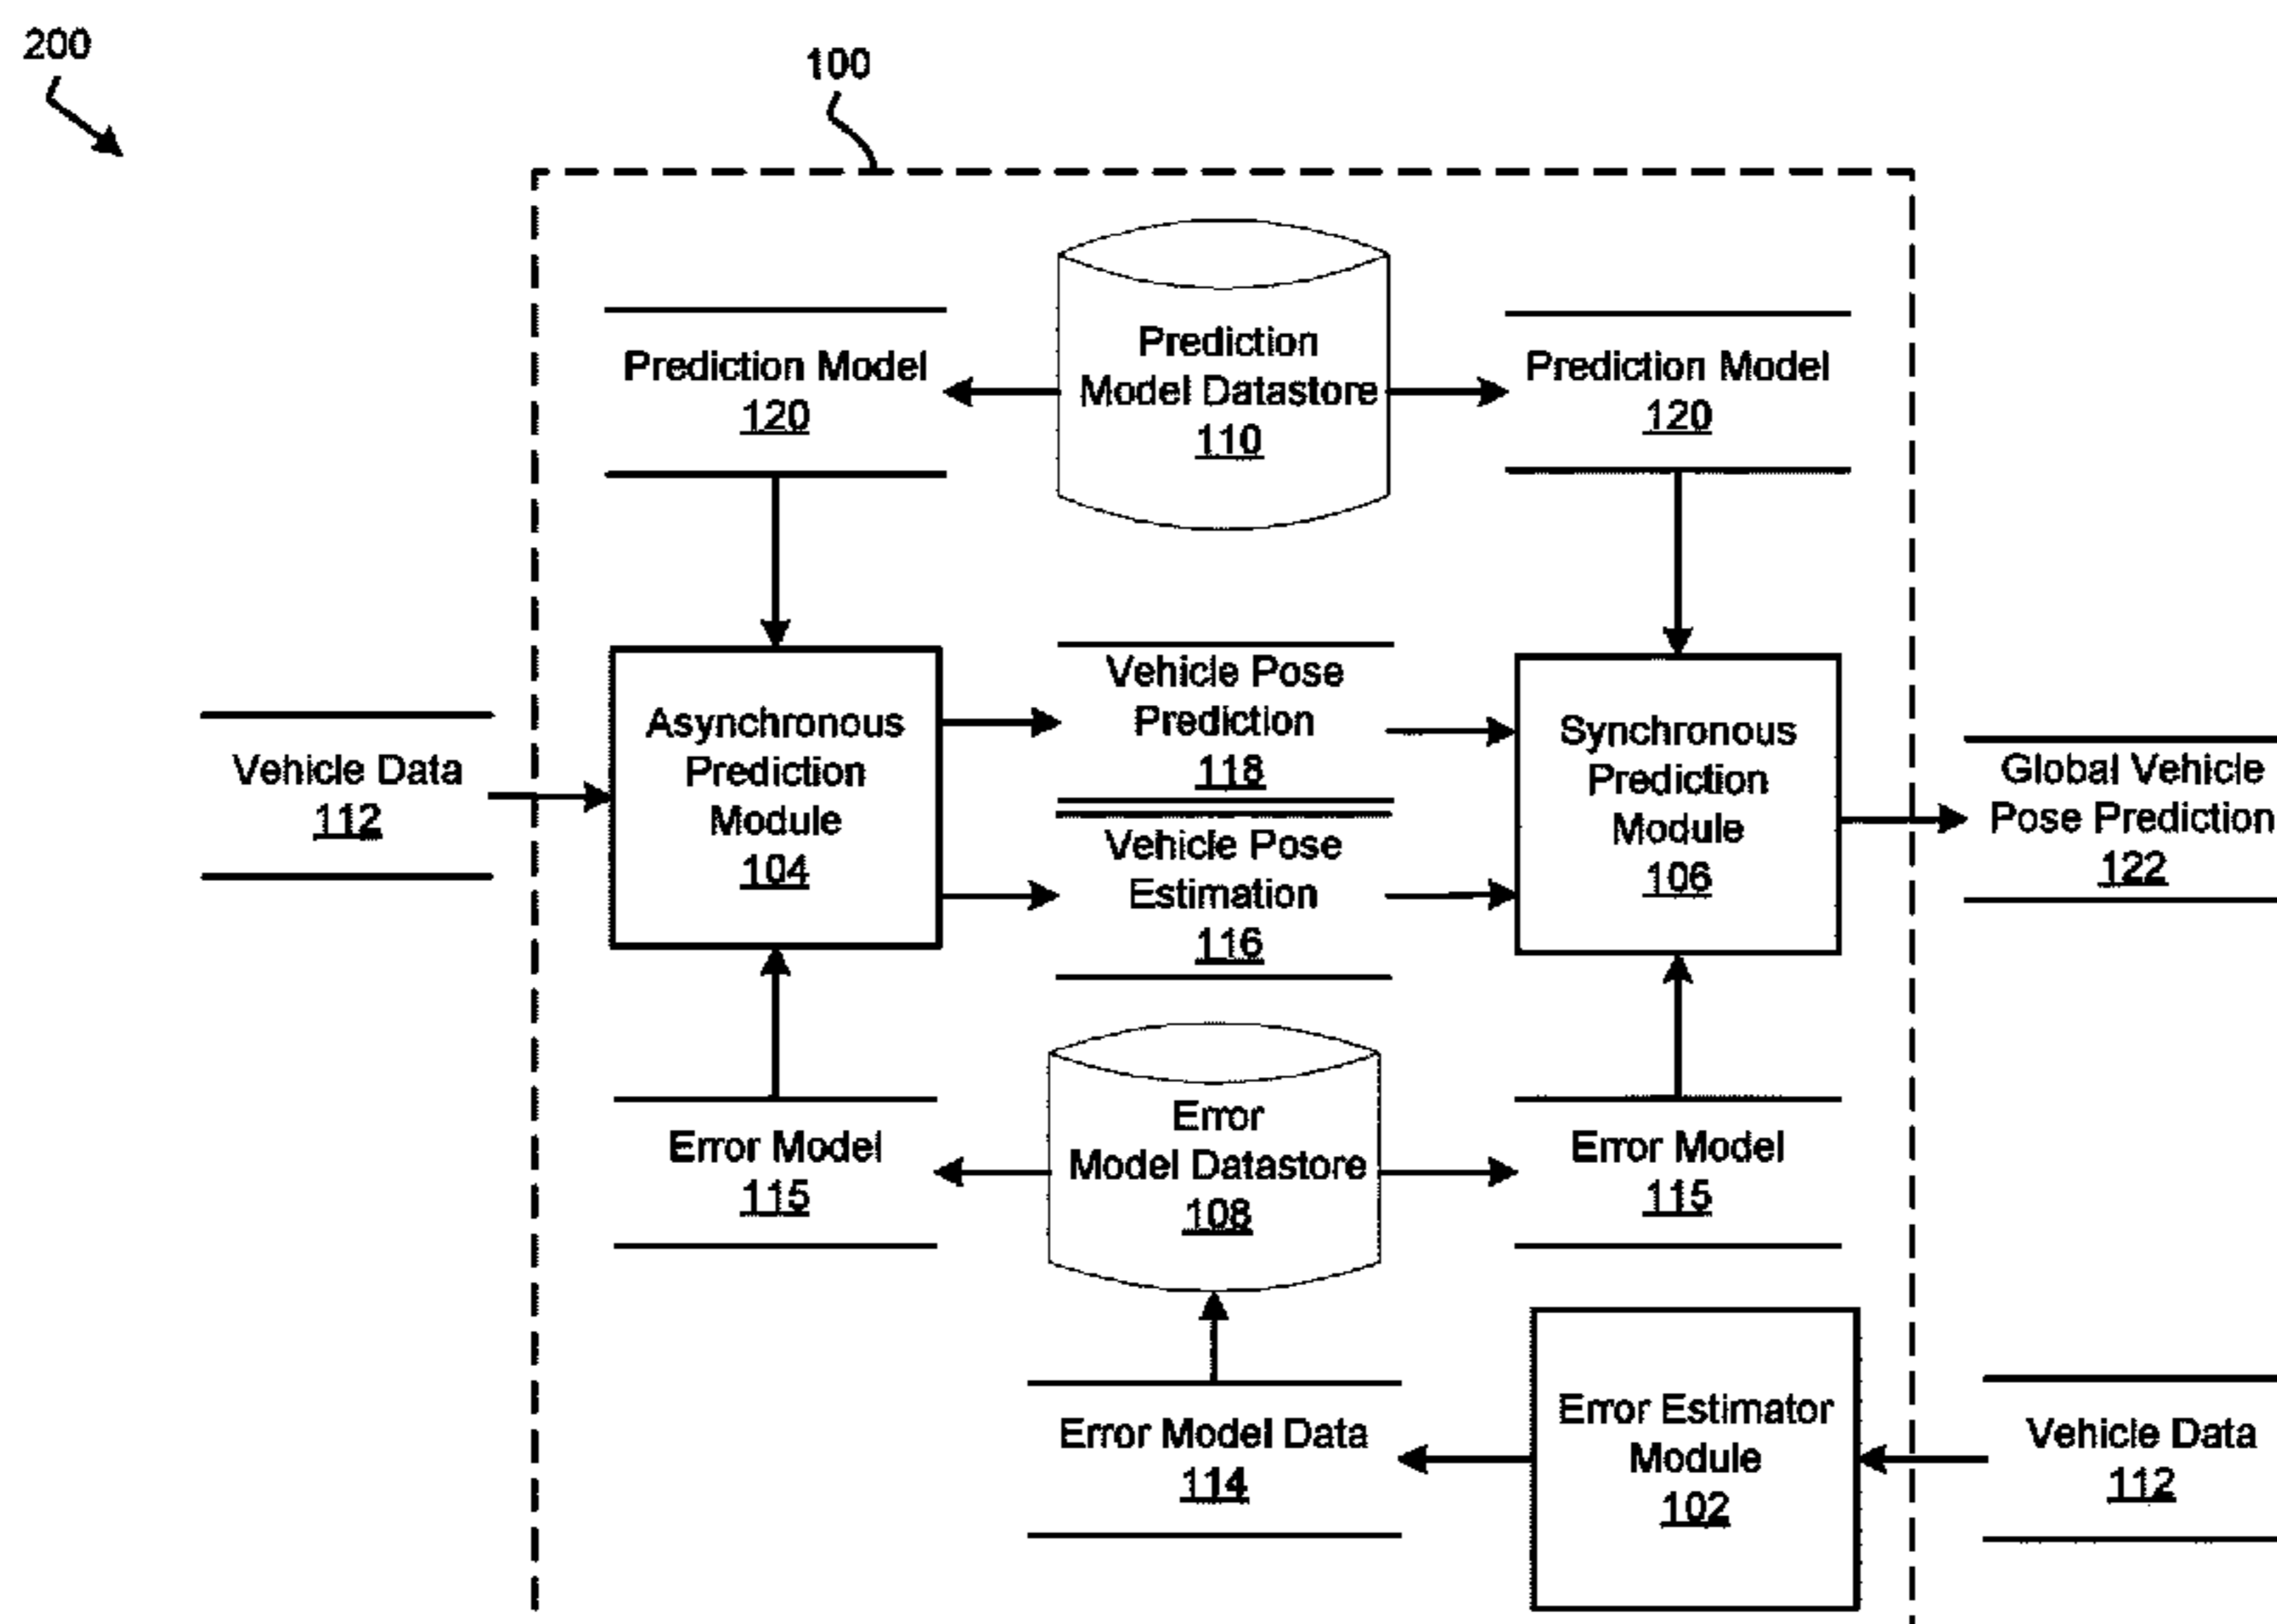 200
100
Prediction Model
120
Prediction
Model Datastore
110
Prediction Model
120
Vehicle Data
112
Asynchronous
Prediction
Module
104
Vehicle Pose
Prediction
118
Vehicle Pose
Estimation
116
Synchronous
Prediction
Module
106
Global Vehicle
Pose Prediction
122
Error Model
115
Error
Model Datastore
108
Error Model
115
Error Model Data
114
Error Estimator
Module
102
Vehicle Data
112